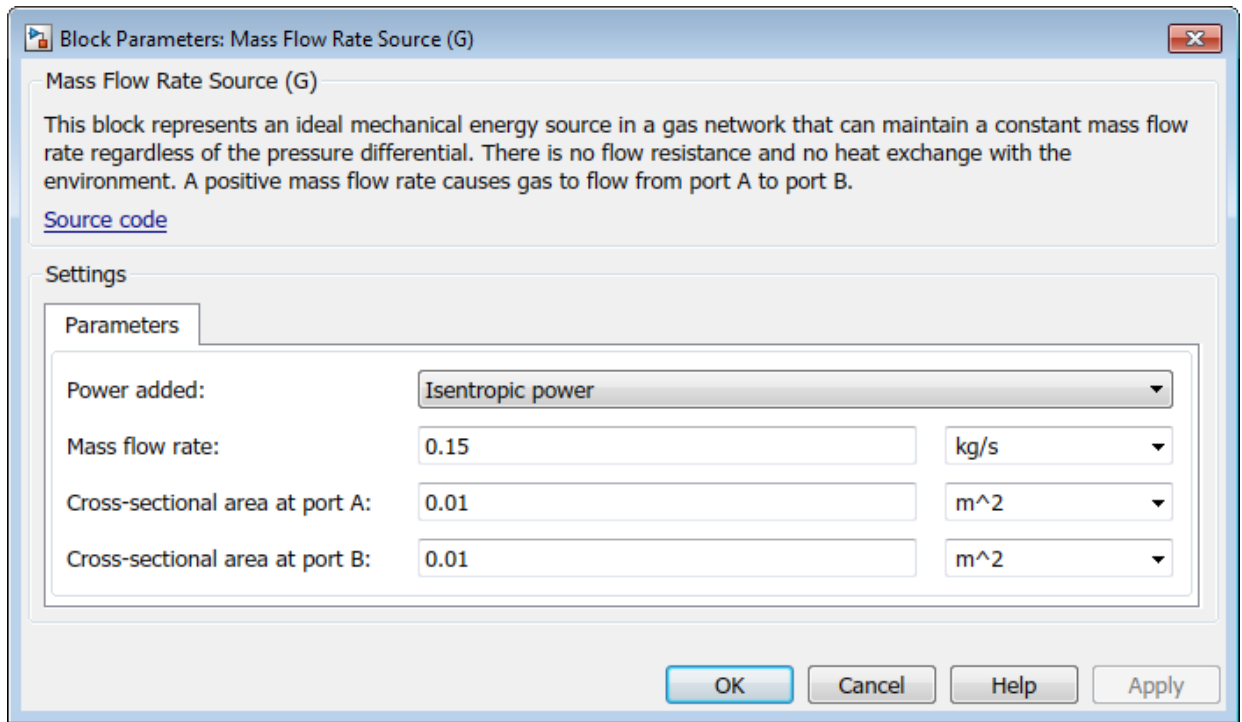 Block Parameters: Mass Flow Rate Source (G)
Mass Flow Rate Source (G)
This block represents an ideal mechanical energy source in a gas network that can maintain a constant mass flow
rate regardless of the pressure differential. There is no flow resistance and no heat exchange with the
environment. A positive mass flow rate causes gas to flow from port A to port B.
Source code
Settings
Parameters
Power added: Isentropic power
Mass flow rate: 0.15 kg/s
Cross-sectional area at port A: 0.01 m^2
Cross-sectional area at port B: 0.01 m^2
OK Cancel Help Apply